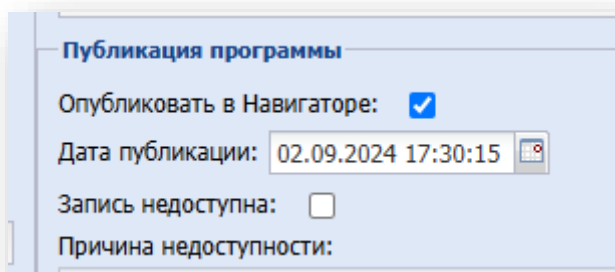 Публикация программы
Опубликовать в Навигаторе:
Дата публикации: 02.09.2024 17:30:15
Запись недоступна:
Причина недоступности: